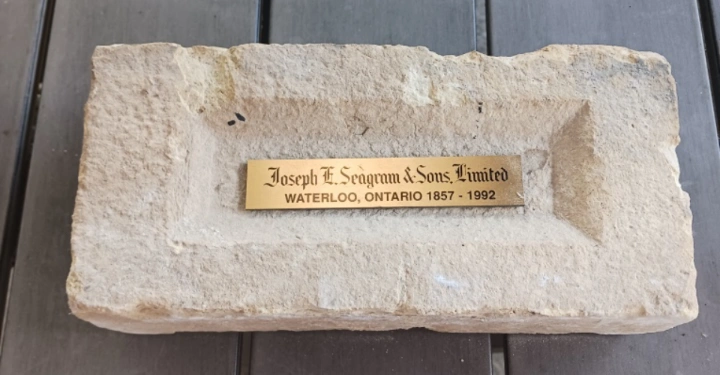 Joseph E. Seagram & Sons, Limited
WATERLOO, ONTARIO 1857 - 1992